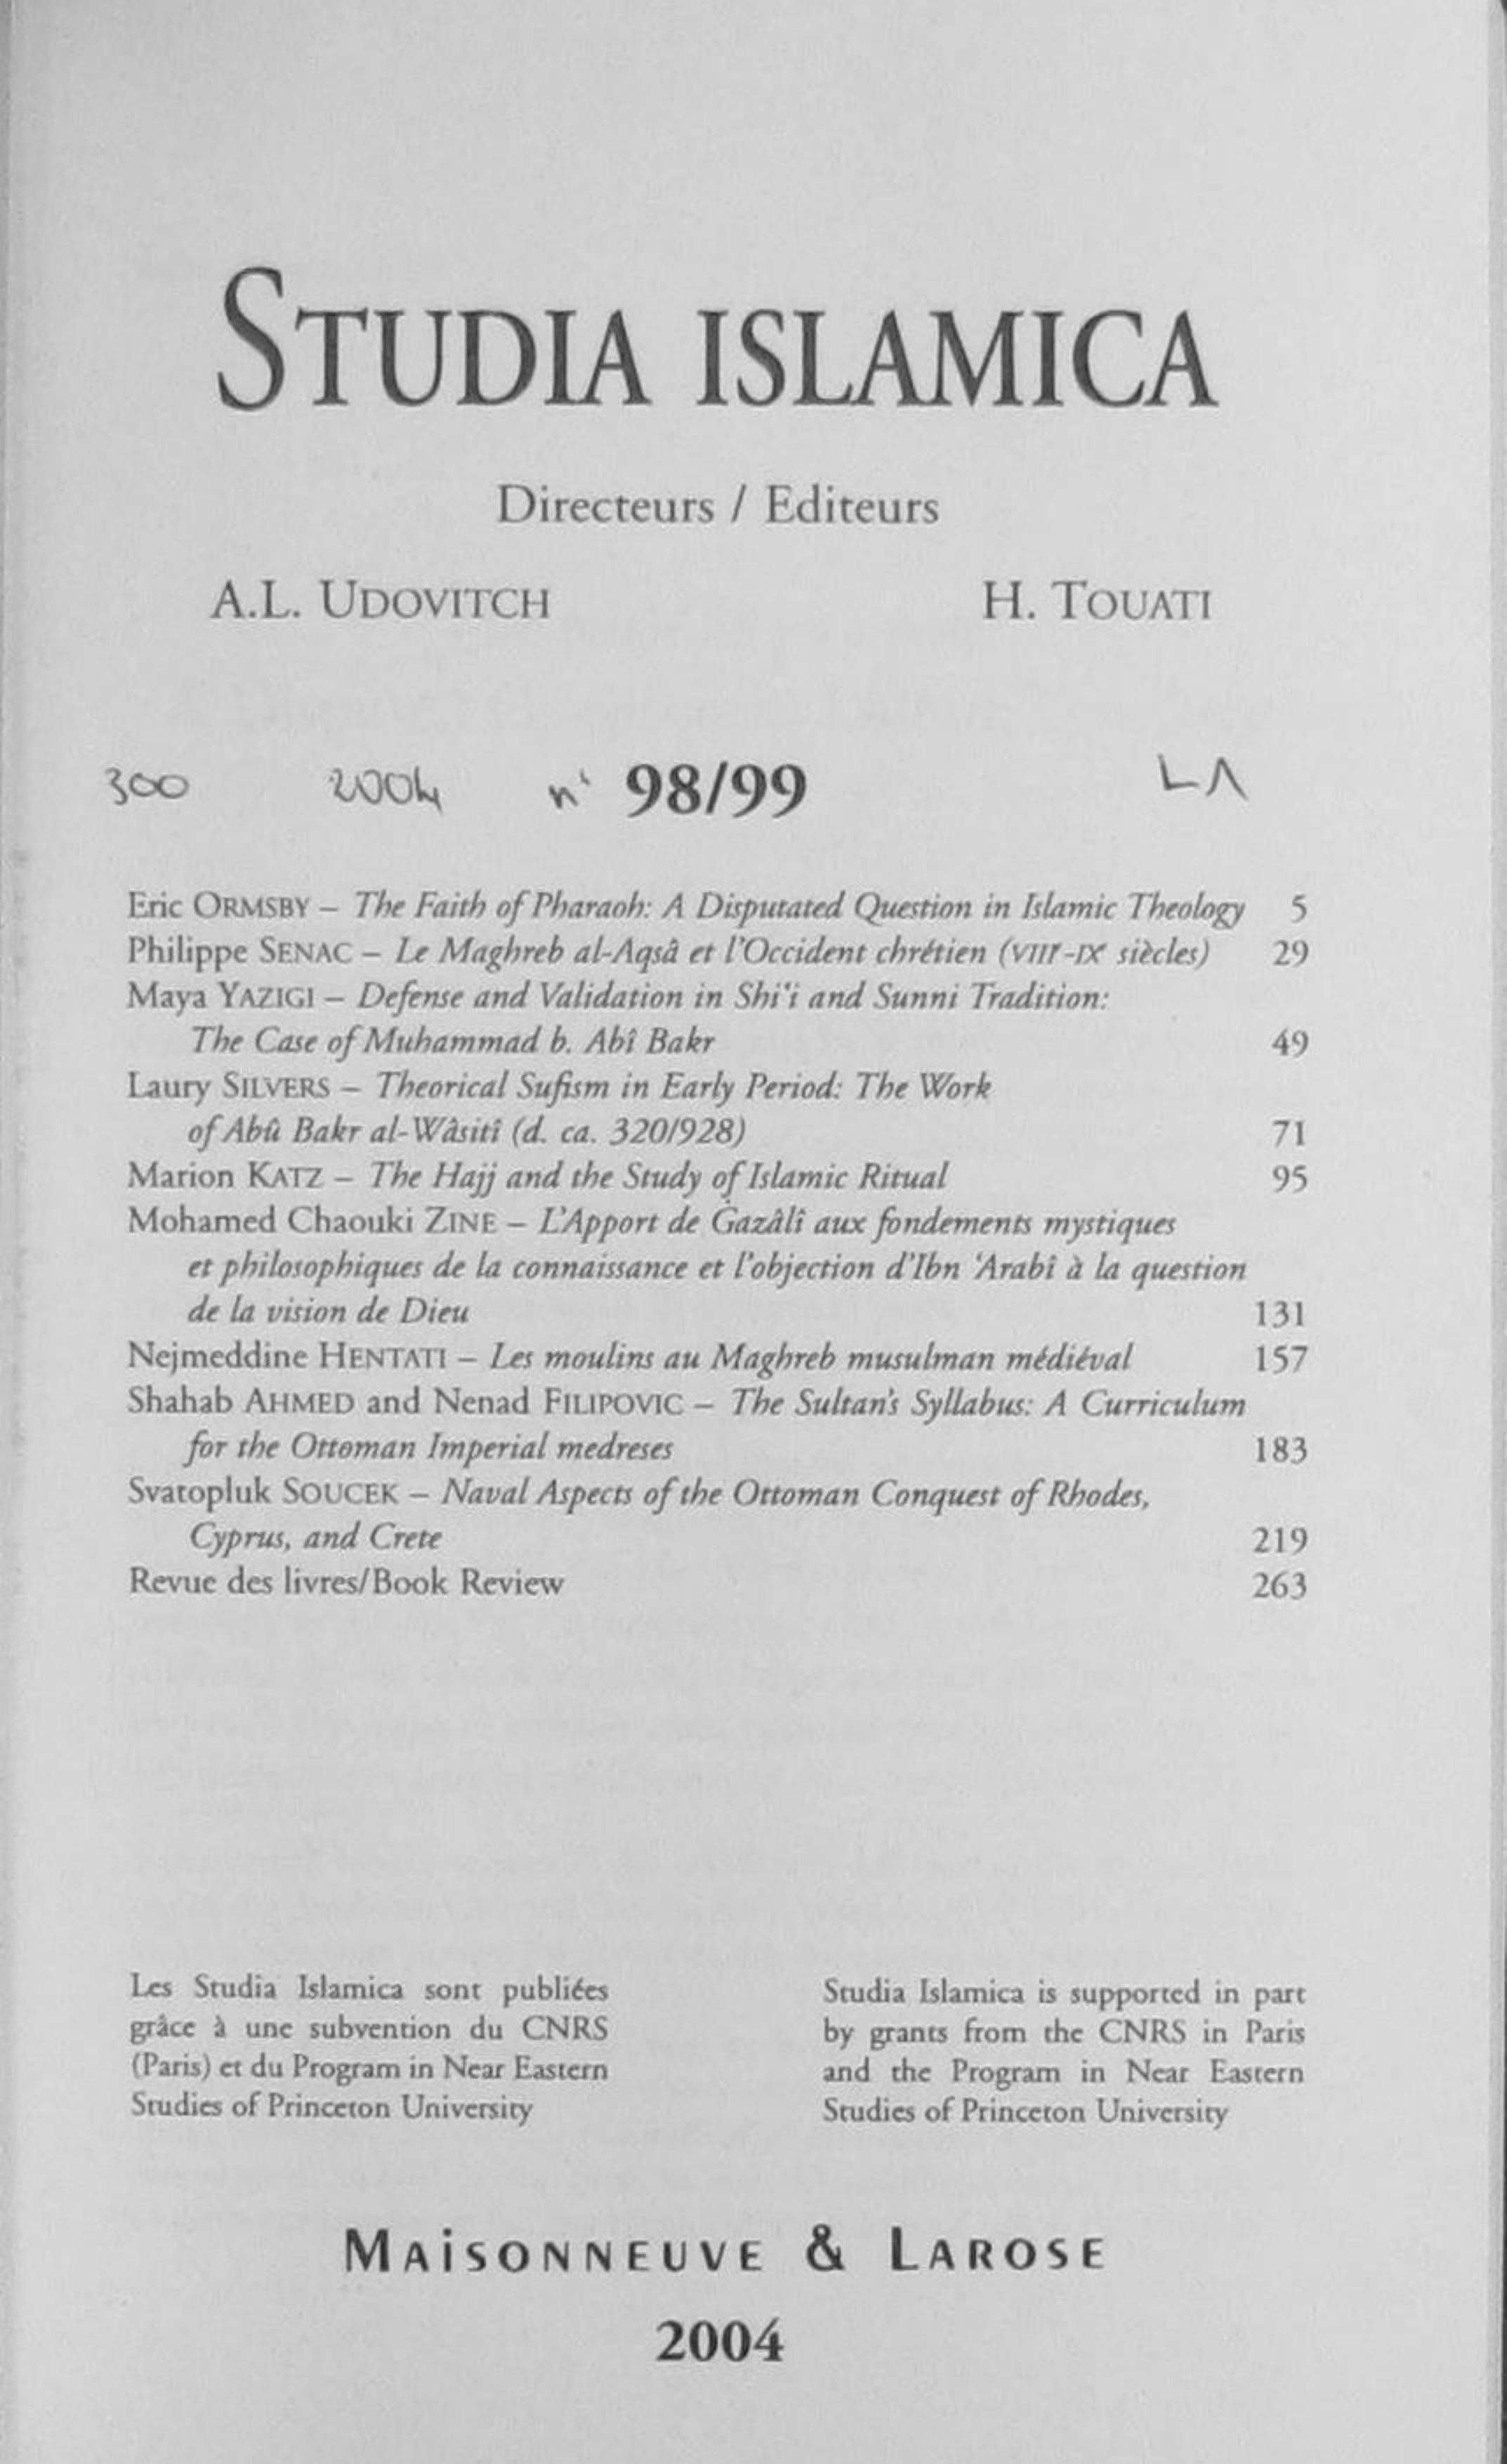 STUDIA ISLAMICA
Directeurs / Editeurs
A.L. UDOVITCH H. TOUATI
300 2004 n° 98/99 LA
Eric ORMSBY – The Faith of Pharaoh: A Disputated Question in Islamic Theology 5
Philippe SENAC – Le Maghreb al-Aqsâ et l'Occident chrétien (VIIIᵉ-IXᵉ siècles) 29
Maya YAZIGI – Defense and Validation in Shi'i and Sunni Tradition:
The Case of Muhammad b. Abî Bakr 49
Laury SILVERS – Theorical Sufism in Early Period: The Work
of Abû Bakr al-Wâsitî (d. ca. 320/928) 71
Marion KATZ – The Hajj and the Study of Islamic Ritual 95
Mohamed Chaouki ZINE – L'Apport de Ġazâlî aux fondements mystiques
et philosophiques de la connaissance et l'objection d'Ibn 'Arabî à la question
de la vision de Dieu 131
Nejmeddine HENTATI – Les moulins au Maghreb musulman médiéval 157
Shahab AHMED and Nenad FILIPOVIC – The Sultan's Syllabus: A Curriculum
for the Ottoman Imperial medreses 183
Svatopluk SOUCEK – Naval Aspects of the Ottoman Conquest of Rhodes,
Cyprus, and Crete 219
Revue des livres/Book Review 263
Les Studia Islamica sont publiées
grâce à une subvention du CNRS
(Paris) et du Program in Near Eastern
Studies of Princeton University
Studia Islamica is supported in part
by grants from the CNRS in Paris
and the Program in Near Eastern
Studies of Princeton University
MAiSONNEUVE & LAROSE
2004